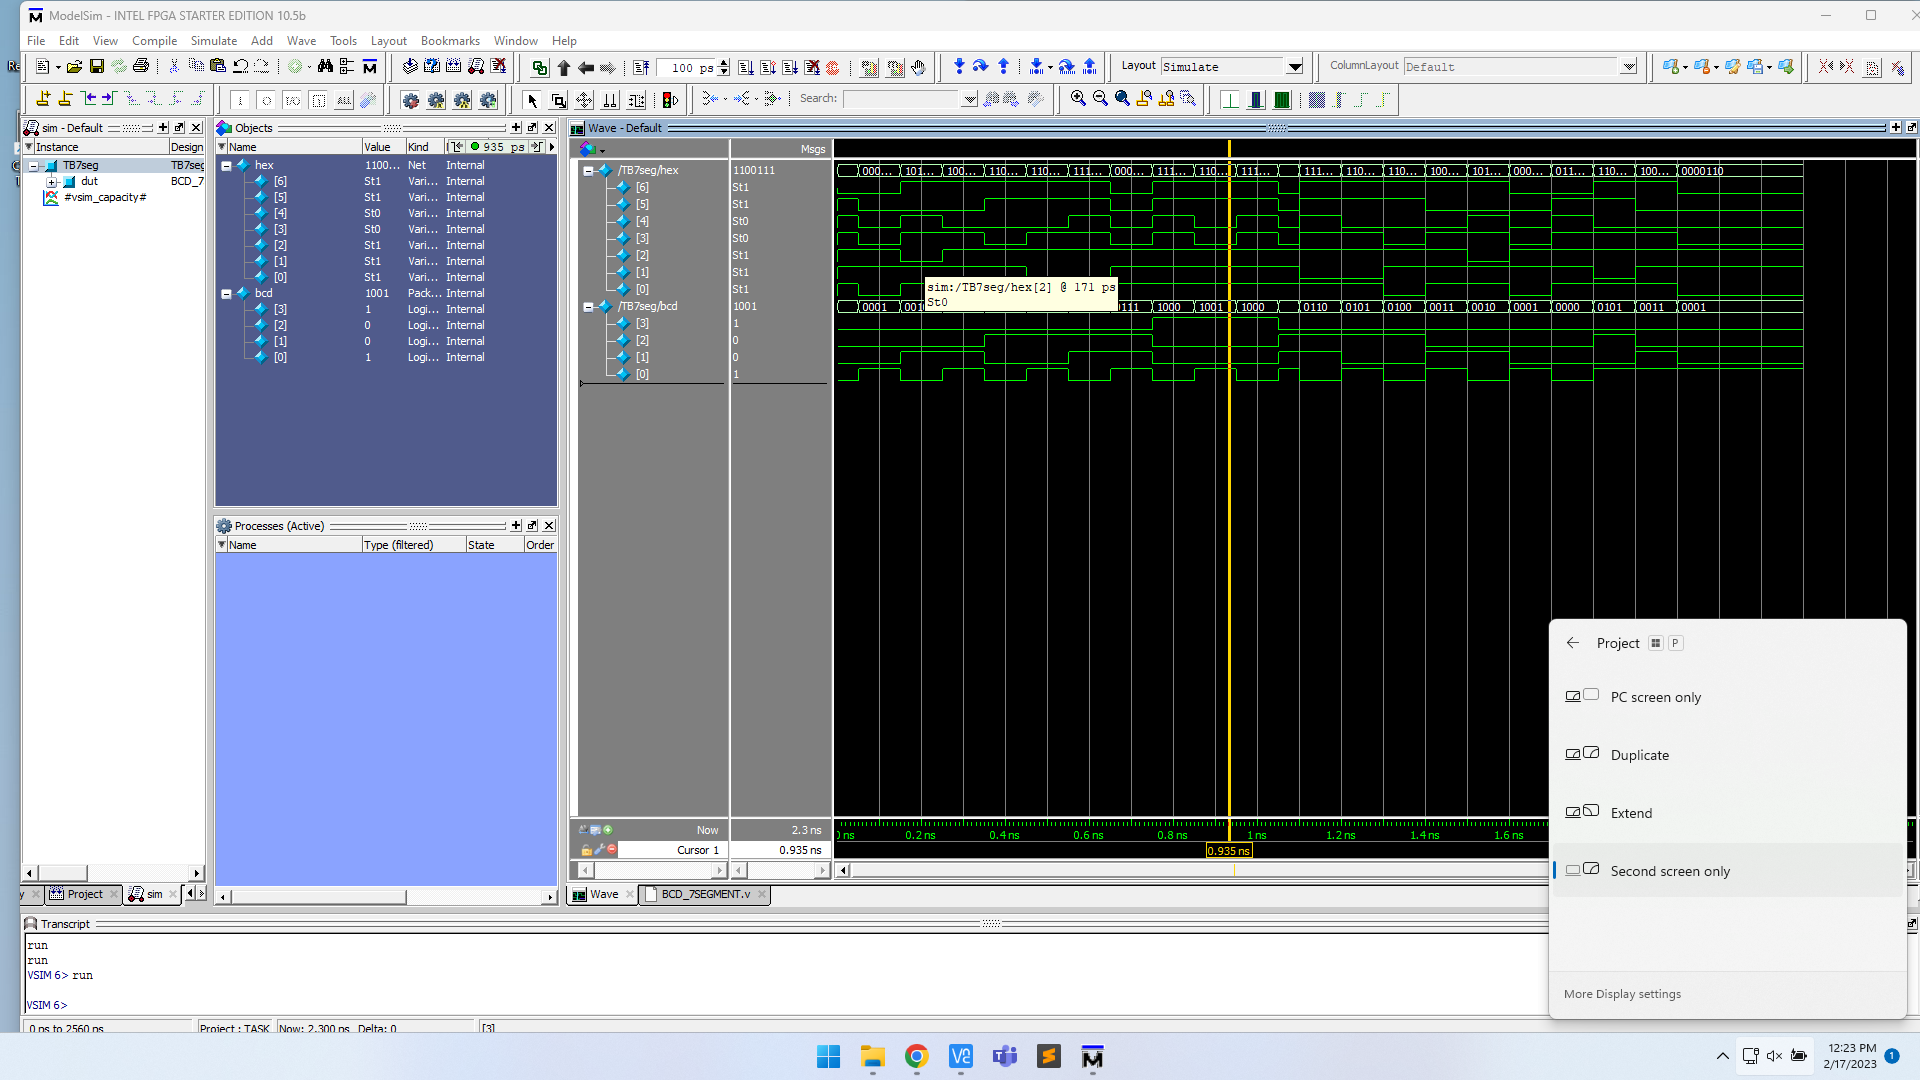 ModelSim - INTEL FPGA STARTER EDITION 10.5b
File Edit View Compile Simulate Add Wave Tools Layout Bookmarks Window Help
100 ps
Layout Simulate
ColumnLayout Default
Search:
sim - Default
Instance Design
TB7seg TB7seg
dut BCD_7
#vsim_capacity#
Objects
Name Value Kind 935 ps
hex 1100... Net Internal
[6] St1 Vari... Internal
[5] St1 Vari... Internal
[4] St0 Vari... Internal
[3] St0 Vari... Internal
[2] St1 Vari... Internal
[1] St1 Vari... Internal
[0] St1 Vari... Internal
bcd 1001 Pack... Internal
[3] 1 Logi... Internal
[2] 0 Logi... Internal
[1] 0 Logi... Internal
[0] 1 Logi... Internal
Processes (Active)
Name Type (filtered) State Order
Wave - Default
Msgs
/TB7seg/hex 1100111 000... 101... 100... 110... 110... 111... 000... 111... 110... 111... 111... 110... 110... 100... 101... 000... 011... 110... 100... 0000110
[6] St1
[5] St1
[4] St0
[3] St0
[2] St1
[1] St1
[0] St1
sim:/TB7seg/hex[2] @ 171 ps
St0
/TB7seg/bcd 1001 0001 111 1000 1001 1000 0110 0101 0100 0011 0010 0001 0000 0101 0011 0001
[3] 1
[2] 0
[1] 0
[0] 1
Now 2.3 ns
Cursor 1 0.935 ns
ns 0.2 ns 0.4 ns 0.6 ns 0.8 ns 1 ns 1.2 ns 1.4 ns 1.6 ns
0.935 ns
Project sim
Wave BCD_7SEGMENT.v
Transcript
run
run
VSIM 6> run
VSIM 6>
0 ns to 2560 ps Project : TASK Now: 2.300 ns Delta: 0 [3]
Project P
PC screen only
Duplicate
Extend
Second screen only
More Display settings
12:23 PM
2/17/2023
1